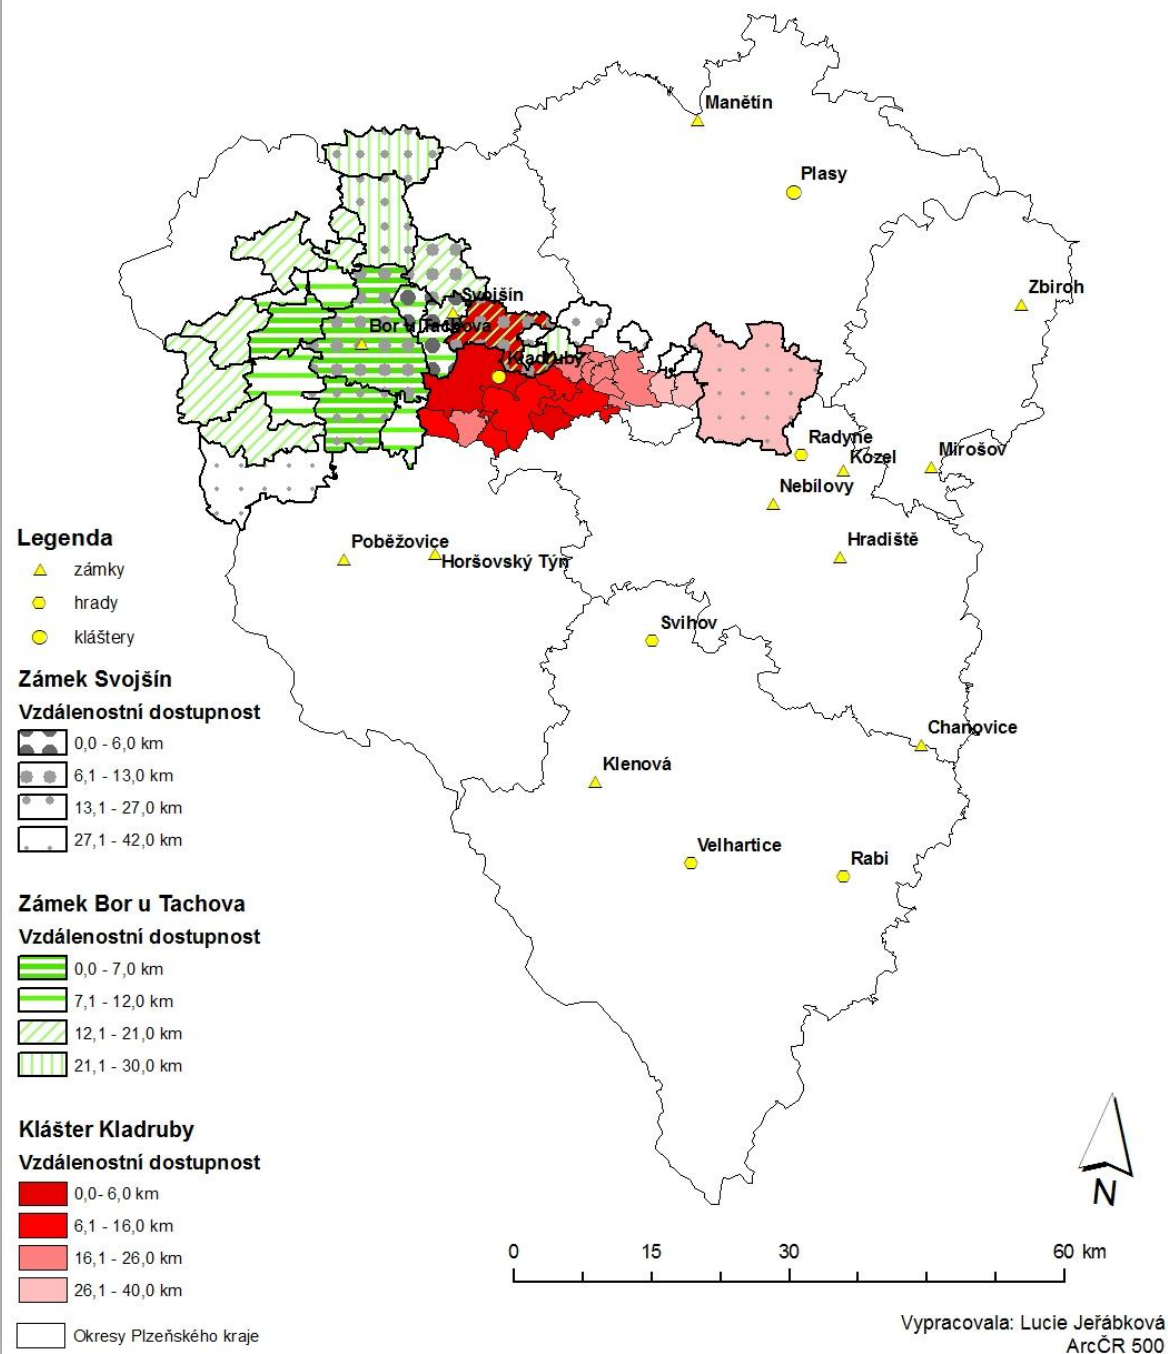 Manětín
Plasy
Zbiroh
Svojšín
Bor u Tachova
Kladruby
Radyne
Kozel
Mirošov
Nebílovy
Hradiště
Poběžovice
Horšovský Týn
Svihov
Chanovice
Klenová
Velhartice
Rabi
Legenda
zámky
hrady
kláštery
Zámek Svojšín
Vzdálenostní dostupnost
0,0 - 6,0 km
6,1 - 13,0 km
13,1 - 27,0 km
27,1 - 42,0 km
Zámek Bor u Tachova
Vzdálenostní dostupnost
0,0 - 7,0 km
7,1 - 12,0 km
12,1 - 21,0 km
21,1 - 30,0 km
Klášter Kladruby
Vzdálenostní dostupnost
0,0- 6,0 km
6,1 - 16,0 km
16,1 - 26,0 km
26,1 - 40,0 km
Okresy Plzeňského kraje
N
0 15 30 60 km
Vypracovala: Lucie Jeřábková
ArcČR 500